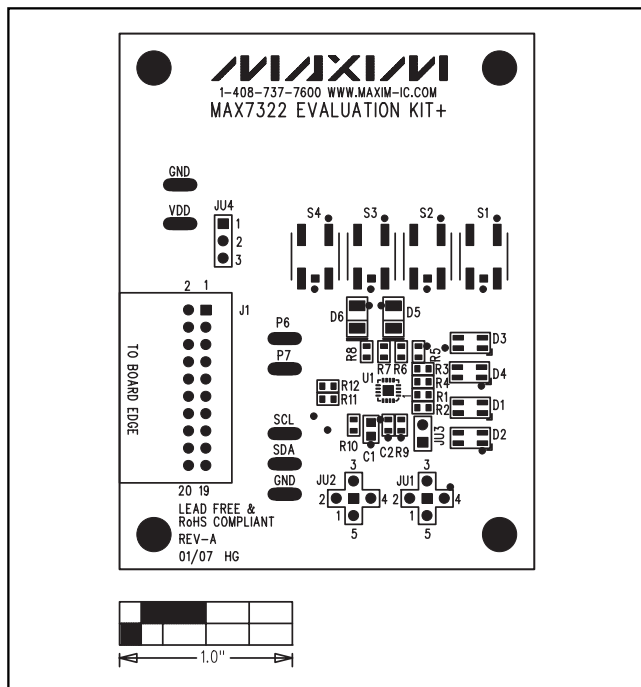 MAXIM
1-408-737-7600 WWW.MAXIM-IC.COM
MAX7322 EVALUATION KIT+
GND
VDD
JU4
1
2
3
S4 S3 S2 S1
2 1
J1
TO BOARD EDGE
20 19
P6
P7
SCL
SDA
GND
D6
D5
R8
R7 R6
R5
D3
D4
D1
D2
U1
1
R3
R4
R1
R2
R12
R11
R10
C1
C2 R9
JU3
JU2
3
2
4
1
5
JU1
3
2
4
1
5
LEAD FREE &
RoHS COMPLIANT
REV-A
01/07 HG
1.0"